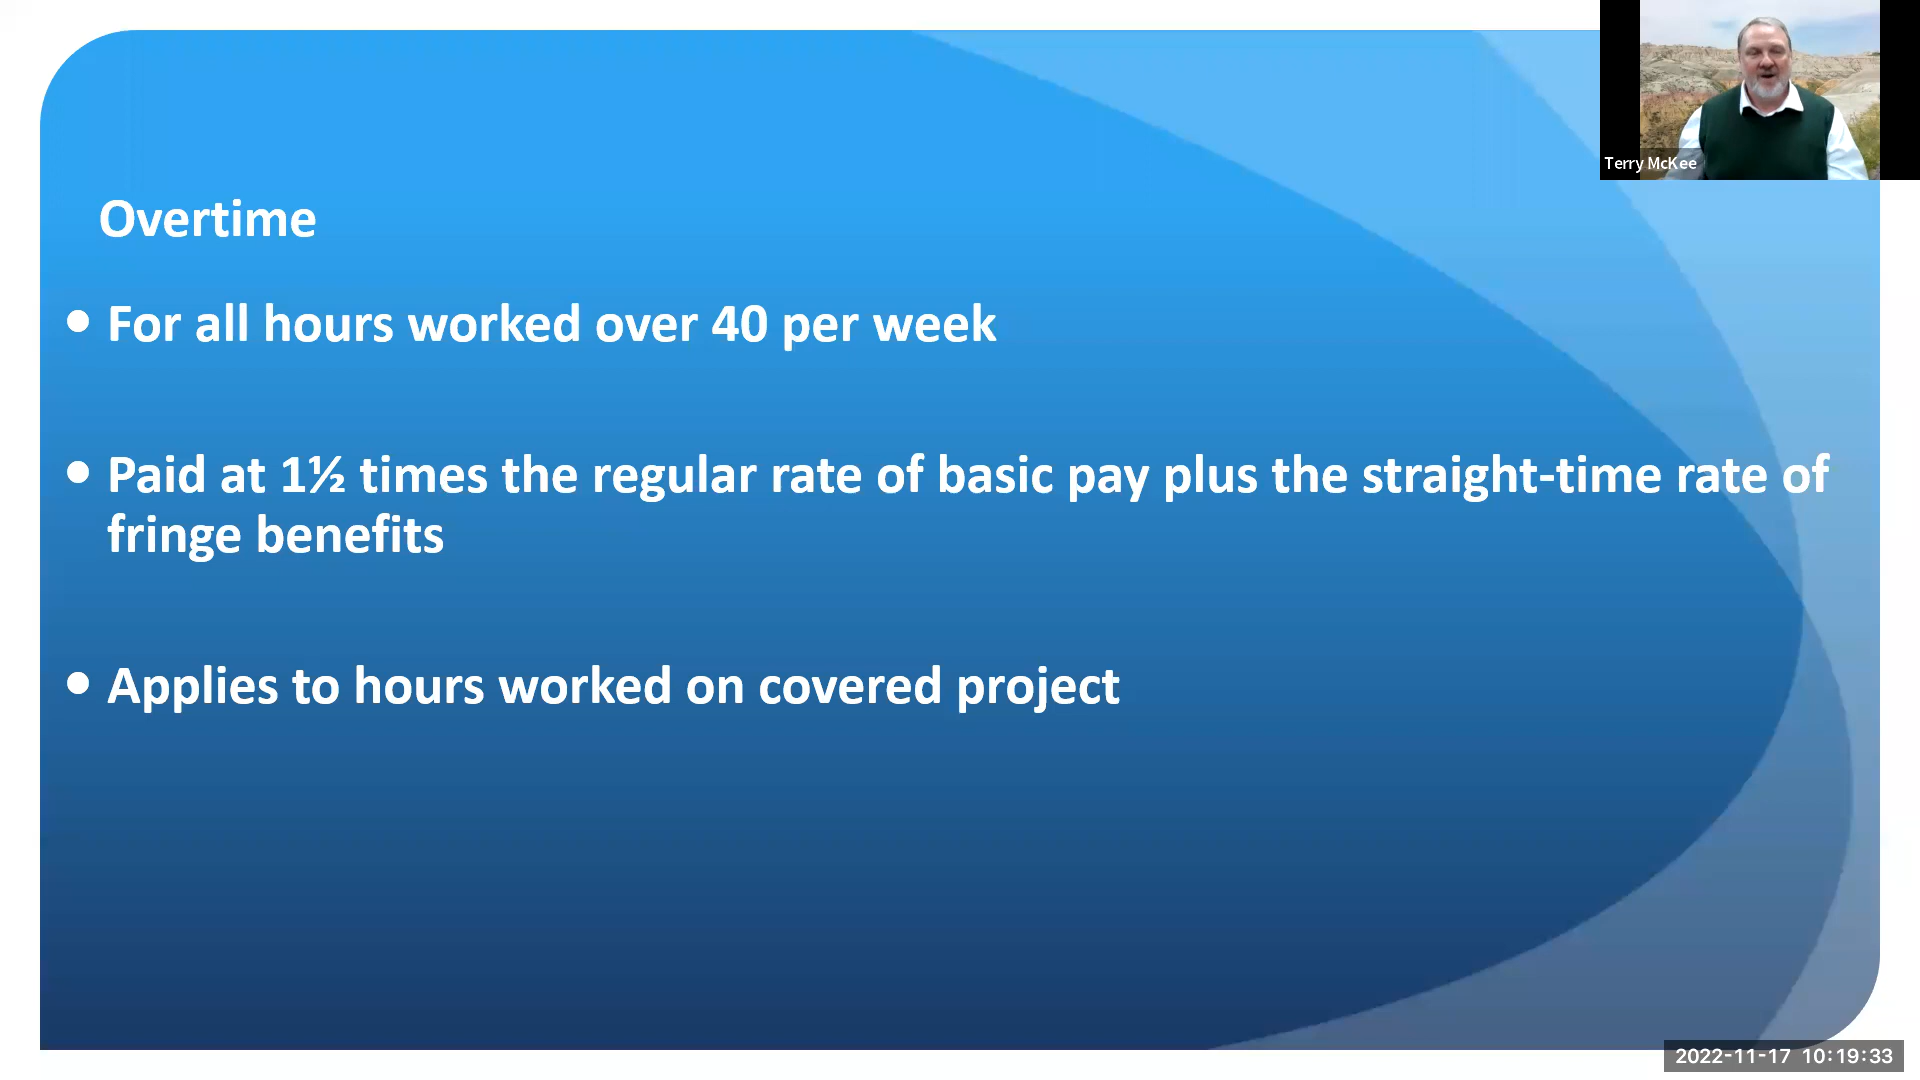 Terry McKee
Overtime
• For all hours worked over 40 per week
• Paid at 1½ times the regular rate of basic pay plus the straight-time rate of
fringe benefits
• Applies to hours worked on covered project
2022-11-17 10:19:33